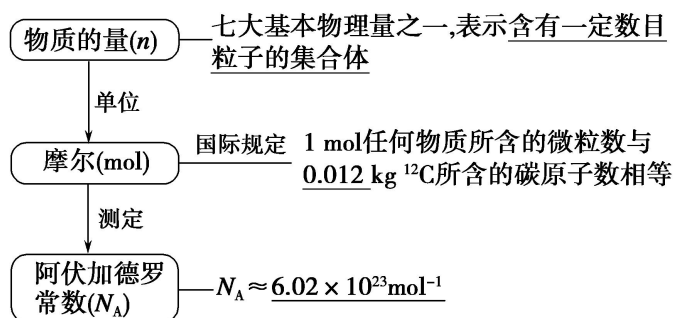 物质的量(n)
七大基本物理量之一,表示含有一定数目
粒子的集合体
单位
摩尔(mol)
国际规定
1 mol任何物质所含的微粒数与
0.012 kg ¹²C所含的碳原子数相等
测定
阿伏加德罗
常数(N_A)
N_A≈6.02×10²³mol⁻¹